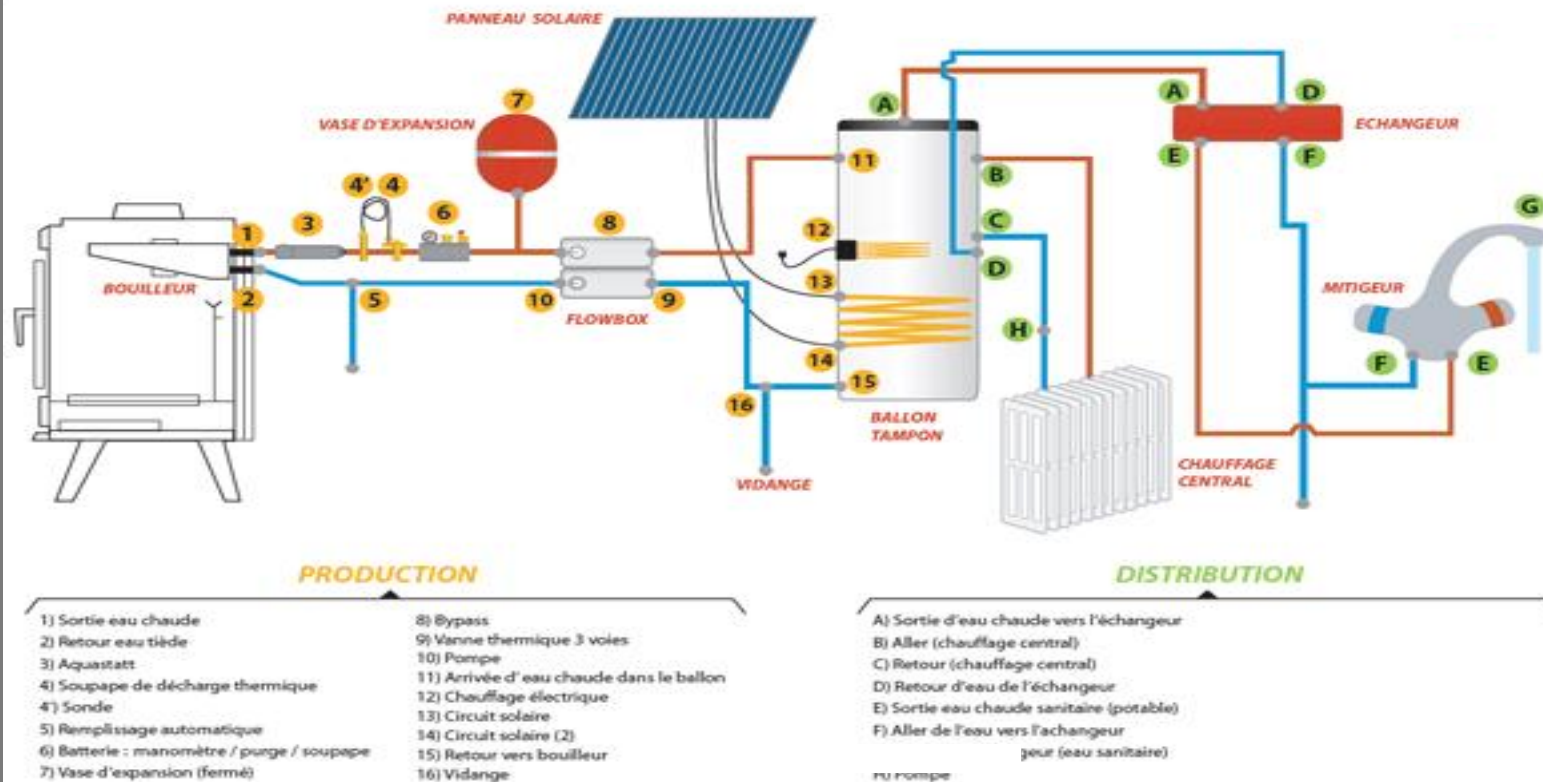 PANNEAU SOLAIRE
7
VASE D'EXPANSION
A
A
D
ECHANGEUR
E
F
4'
4
11
B
1
3
6
8
12
C
D
G
BOUILLEUR
2
5
10
9
FLOWBOX
13
MITIGEUR
H
14
15
F
E
16
BALLON
TAMPON
VIDANGE
CHAUFFAGE
CENTRAL
PRODUCTION
1) Sortie eau chaude
2) Retour eau tiède
3) Aquastatt
4) Soupape de décharge thermique
4') Sonde
5) Remplissage automatique
6) Batterie : manomètre / purge / soupape
7) Vase d'expansion (fermé)
8) Bypass
9) Vanne thermique 3 voies
10) Pompe
11) Arrivée d' eau chaude dans le ballon
12) Chauffage électrique
13) Circuit solaire
14) Circuit solaire (2)
15) Retour vers bouilleur
16) Vidange
DISTRIBUTION
A) Sortie d'eau chaude vers l'échangeur
B) Aller (chauffage central)
C) Retour (chauffage central)
D) Retour d'eau de l'échangeur
E) Sortie eau chaude sanitaire (potable)
F) Aller de l'eau vers l'achangeur
geur (eau sanitaire)
H) Pompe